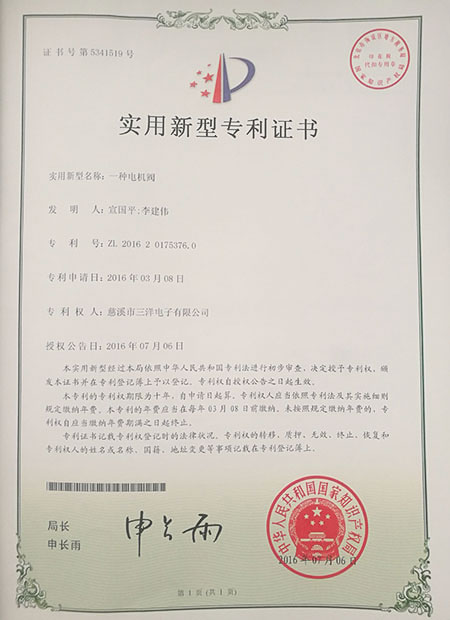 证书号第5341519号
实用新型专利证书
实用新型名称：一种电机阀
发明人：宣国平;李建伟
专利号：ZL 2016 2 0175376.0
专利申请日：2016年03月08日
专利权人：慈溪市三洋电子有限公司
授权公告日：2016年07月06日
本实用新型经过本局依照中华人民共和国专利法进行初步审查，决定授予专利权，颁
发本证书并在专利登记簿上予以登记。专利权自授权公告之日起生效。
本专利的专利权期限为十年，自申请日起算。专利权人应当依照专利法及其实施细则
规定缴纳年费。本专利的年费应当在每年03月08日前缴纳。未按照规定缴纳年费的，专利
权自应当缴纳年费期满之日起终止。
专利证书记载专利权登记时的法律状况。专利权的转移、质押、无效、终止、恢复和
专利权人的姓名或名称、国籍、地址变更等事项记载在专利登记簿上。
局长
申长雨
申长雨
中华人民共和国国家知识产权局
2016年07月06日
第1页(共1页)